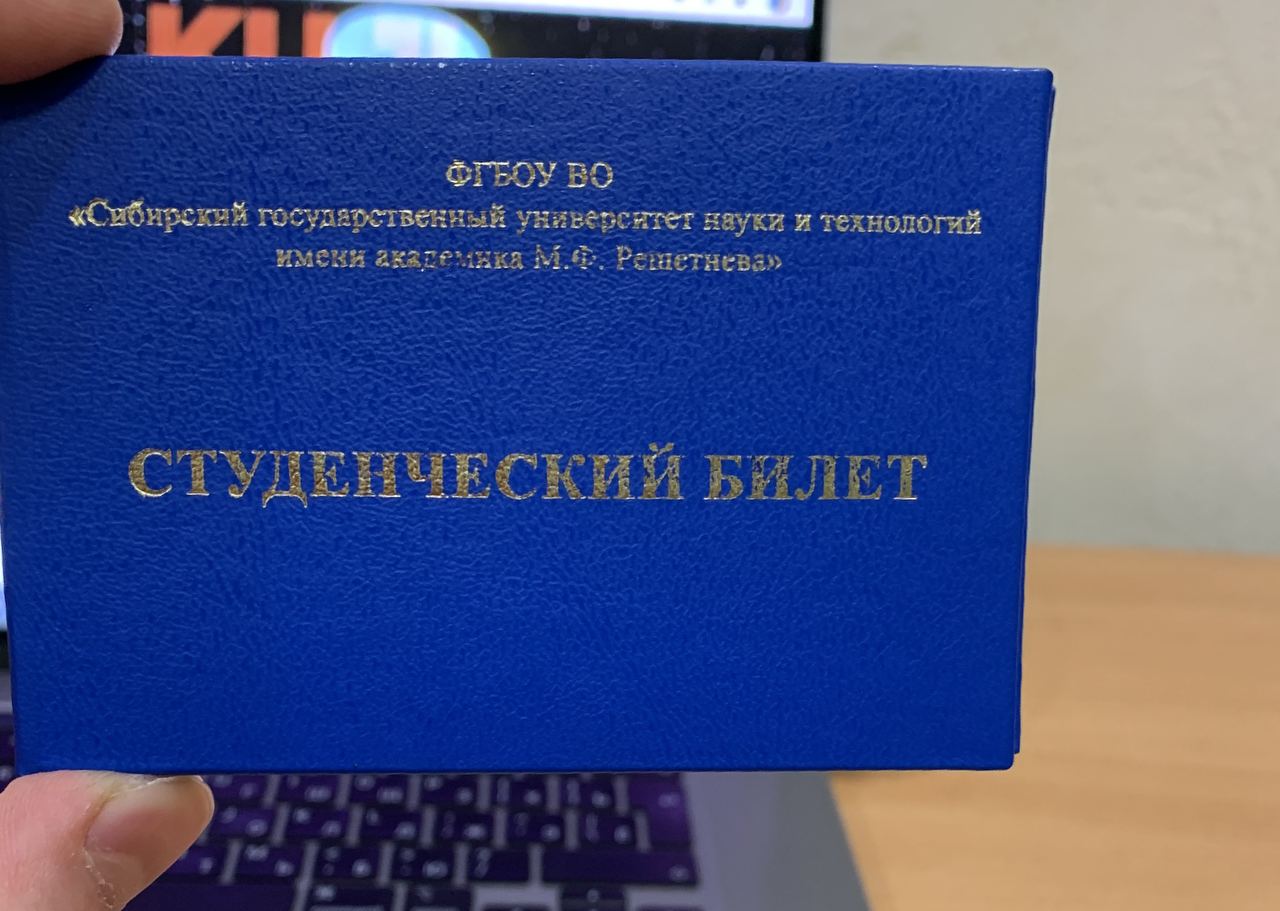 ФГБОУ ВО
«Сибирский государственный университет науки и технологий
имени академика М.Ф. Решетнева»
СТУДЕНЧЕСКИЙ БИЛЕТ